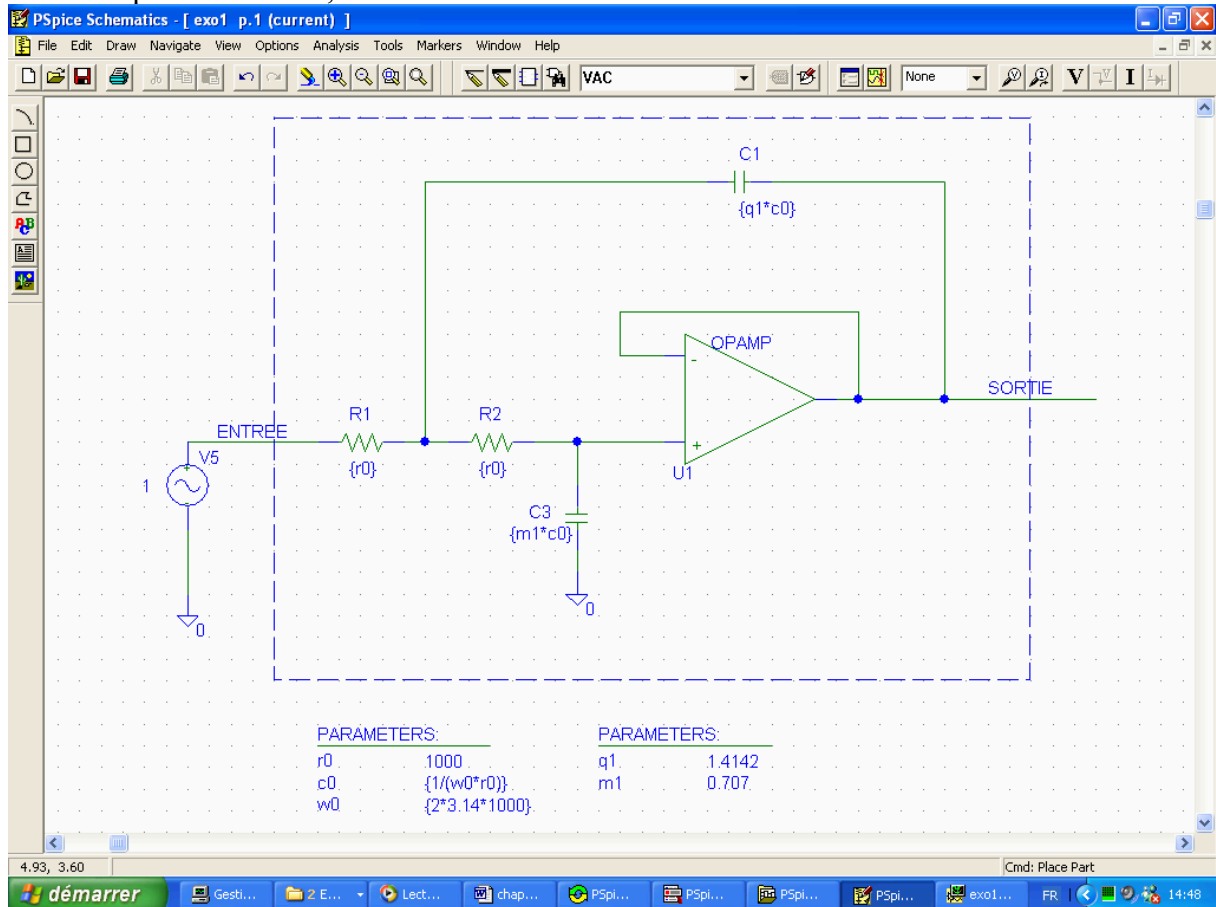 PSpice Schematics - [ exo1 p.1 (current) ]
File Edit Draw Navigate View Options Analysis Tools Markers Window Help
VAC None V V I
ABC
C1
{q1*c0}
OPAMP
-
SORTIE
R1 R2
ENTREE
+
V5
{r0} {r0}
U1
1
C3
{m1*c0}
0
0
PARAMETERS: PARAMETERS:
r0 1000 q1 1.4142
c0 {1/(w0*r0)} m1 0.707
w0 {2*3.14*1000}
4.93, 3.60 Cmd: Place Part
démarrer Gesti... 2 E... Lect... chap... PSpi... PSpi... PSpi... PSpi... exo1... FR 14:48